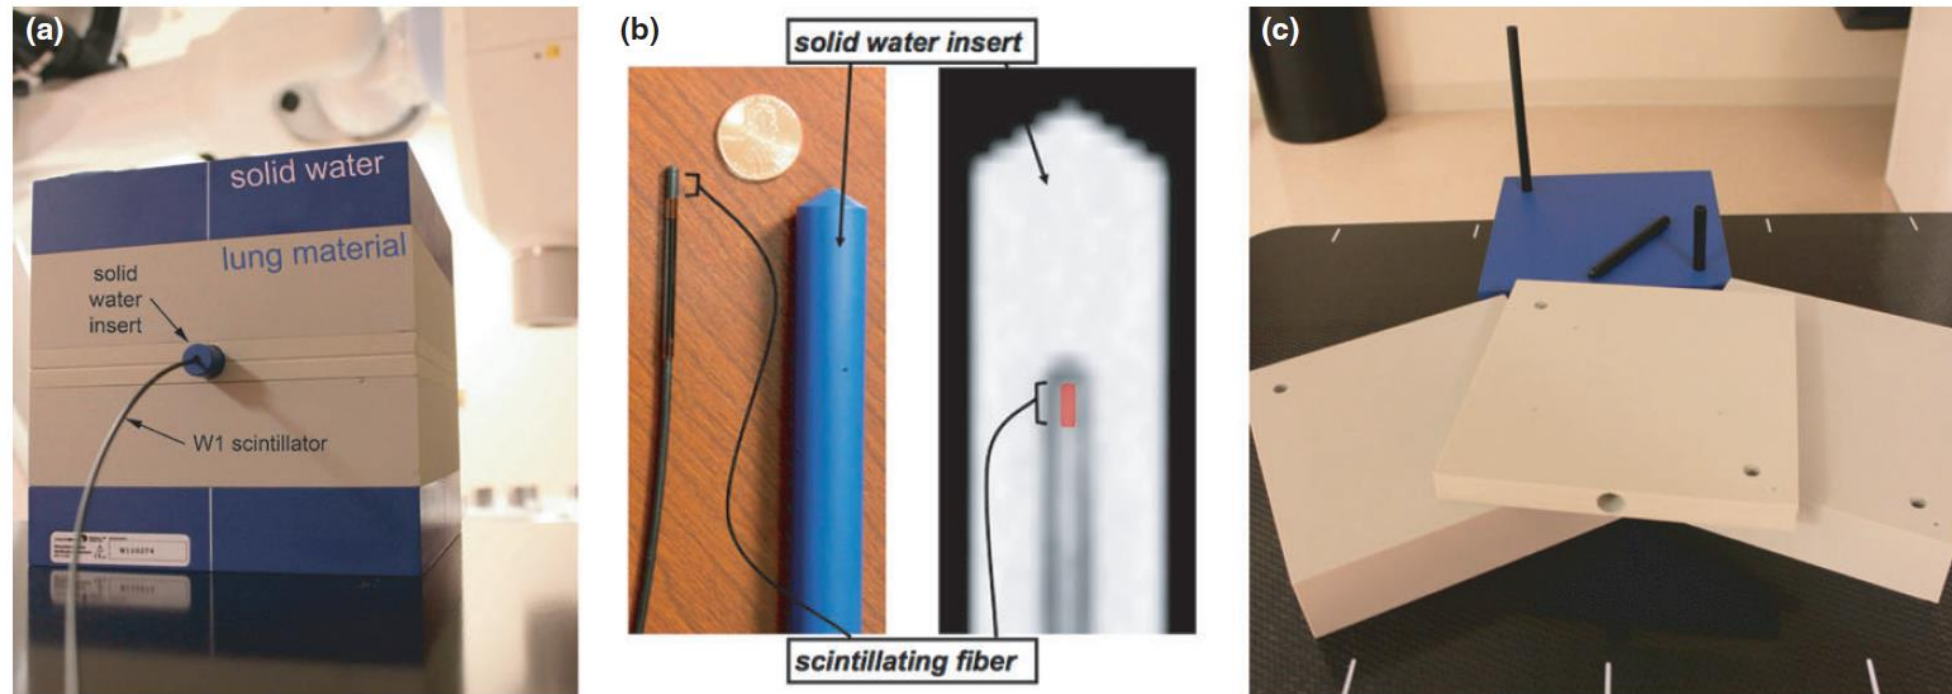 (a)
solid water
lung material
solid
water
insert
W1 scintillator
(b)
solid water insert
scintillating fiber
(c)